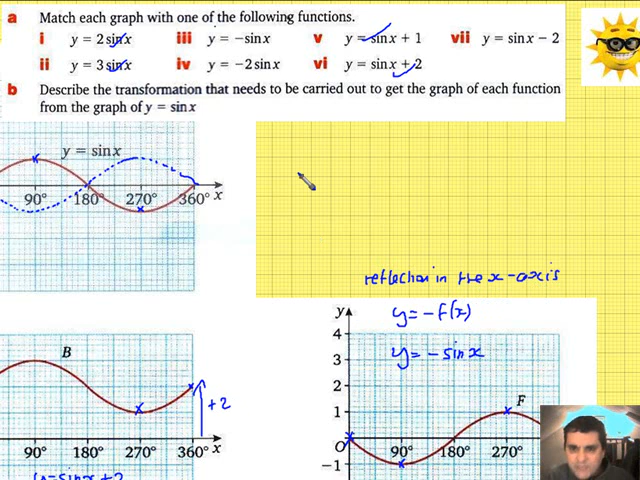 a Match each graph with one of the following functions.
i y = 2 sin x iii y = −sin x v y = sin x + 1 vii y = sin x − 2
ii y = 3 sin x iv y = −2 sin x vi y = sin x + 2
b Describe the transformation that needs to be carried out to get the graph of each function
from the graph of y = sin x
y = sin x
90° 180° 270° 360° x
reflection in the x-axis
y = -f(x)
y = - sin x
B
+2
90° 180° 270° 360° x
y = sin x + 2
y
4
3
2
1
O
−1
F
90° 180° 270°